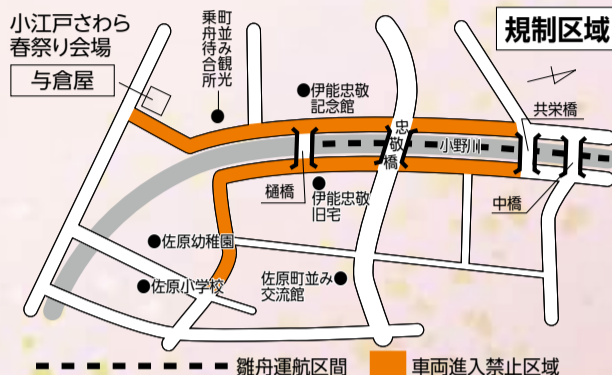 小江戸さわら
春祭り会場
与倉屋
町並み観光
乗舟待合所
規制区域
伊能忠敬
記念館
忠敬橋
小野川
共栄橋
中橋
樋橋
伊能忠敬
旧宅
佐原幼稚園
佐原小学校
佐原町並み
交流館
雛舟運航区間
車両進入禁止区域